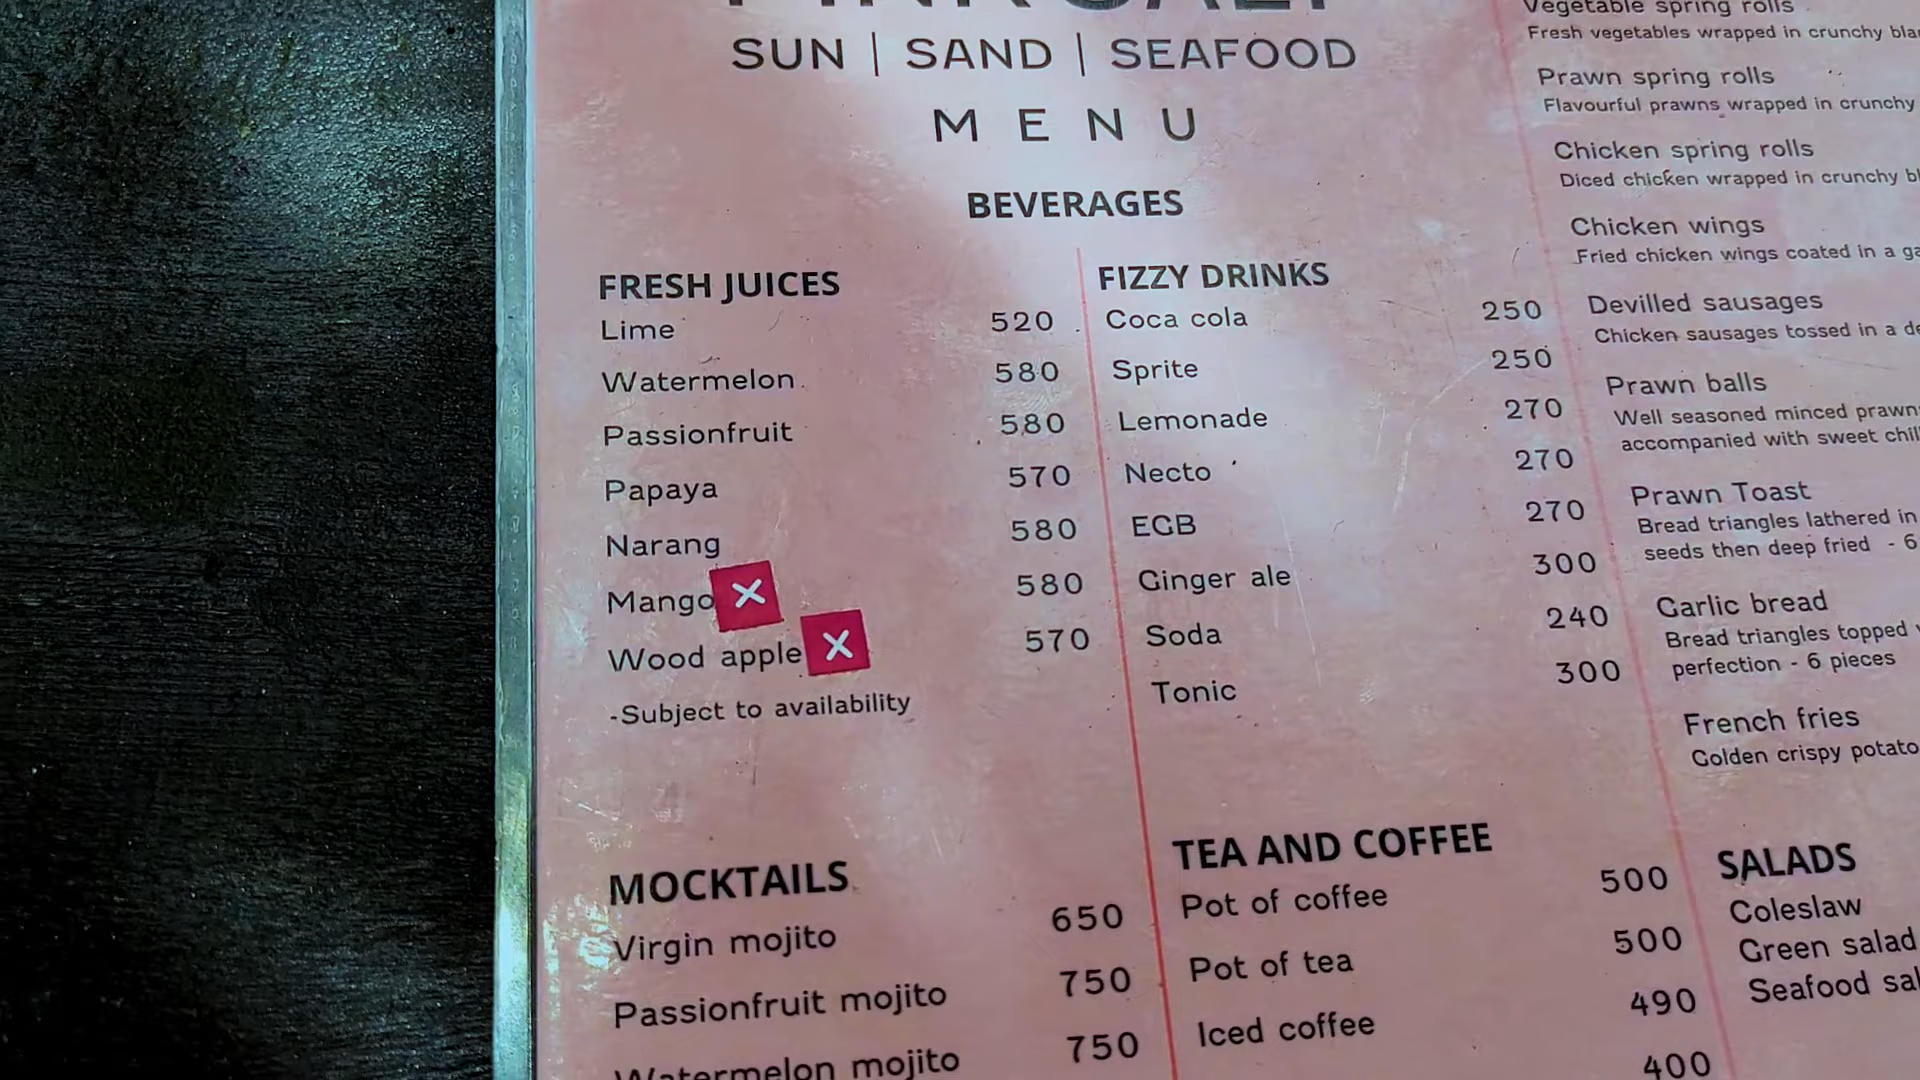 PINK SALT
SUN | SAND | SEAFOOD
MENU
BEVERAGES
FRESH JUICES
Lime 520
Watermelon 580
Passionfruit 580
Papaya 570
Narang 580
Mango X 580
Wood apple X 570
-Subject to availability
FIZZY DRINKS
Coca cola 250
Sprite 250
Lemonade 270
Necto 270
EGB 270
Ginger ale 300
Soda 240
Tonic 300
MOCKTAILS
Virgin mojito 650
Passionfruit mojito 750
Watermelon mojito 750
TEA AND COFFEE
Pot of coffee 500
Pot of tea 500
Iced coffee 490
400
Vegetable spring rolls
Fresh vegetables wrapped in crunchy
Prawn spring rolls
Flavourful prawns wrapped in crunchy
Chicken spring rolls
Diced chicken wrapped in crunchy
Chicken wings
Fried chicken wings coated in a
Devilled sausages
Chicken sausages tossed in a
Prawn balls
Well seasoned minced prawn
accompanied with sweet
Prawn Toast
Bread triangles lathered in
seeds then deep fried - 6
Garlic bread
Bread triangles topped
perfection - 6 pieces
French fries
Golden crispy potato
SALADS
Coleslaw
Green salad
Seafood